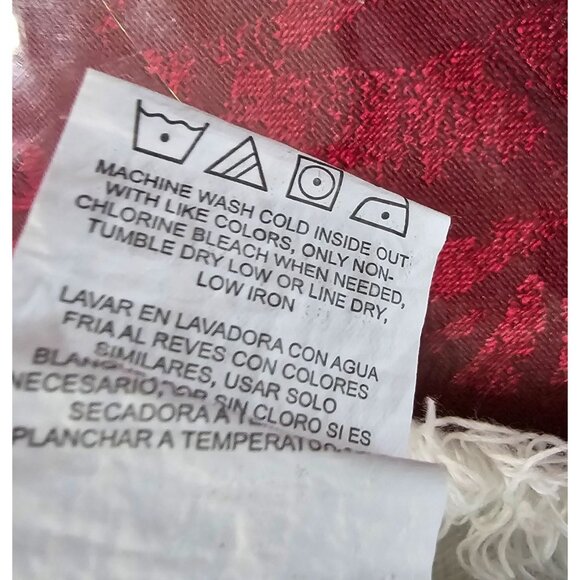 MACHINE WASH COLD INSIDE OUT
WITH LIKE COLORS, ONLY NON-
CHLORINE BLEACH WHEN NEEDED,
TUMBLE DRY LOW OR LINE DRY,
LOW IRON
LAVAR EN LAVADORA CON AGUA
FRIA AL REVES CON COLORES
SIMILARES, USAR SOLO
SIN CLORO SI ES
NECESARIO,
SECADORA A
PLANCHAR A